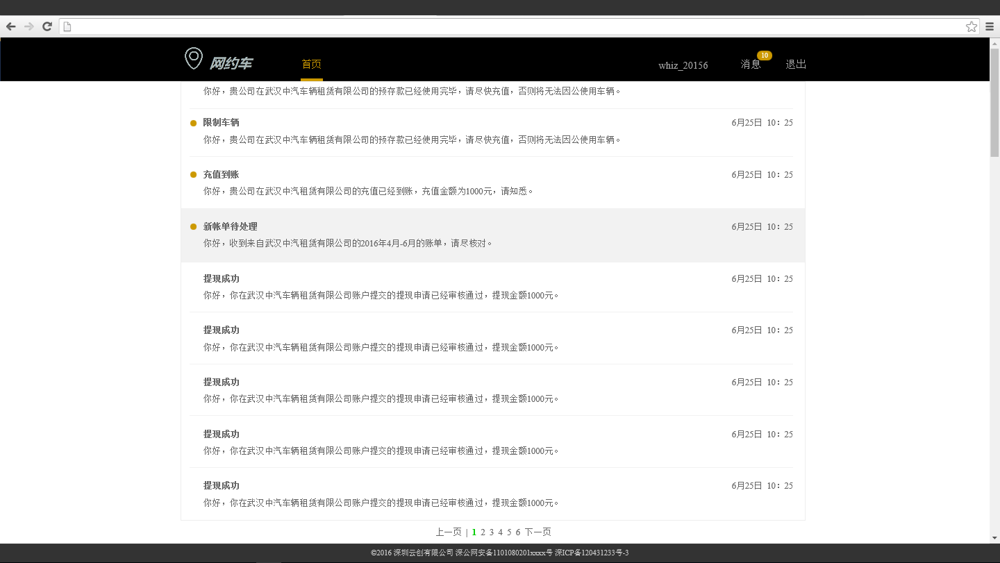 网约车 首页 whiz_20156 消息 10 退出
你好，贵公司在武汉中汽车辆租赁有限公司的预存款已经使用完毕，请尽快充值，否则将无法因公使用车辆。
限制车辆 6月25日 10：25
你好，贵公司在武汉中汽车辆租赁有限公司的预存款已经使用完毕，请尽快充值，否则将无法因公使用车辆。
充值到账 6月25日 10：25
你好，贵公司在武汉中汽租赁有限公司的充值已经到账，充值金额为1000元，请知悉。
新帐单待处理 6月25日 10：25
你好，收到来自武汉中汽租赁有限公司的2016年4月-6月的账单，请尽核对。
提现成功 6月25日 10：25
你好，你在武汉中汽车辆租赁有限公司账户提交的提现申请已经审核通过，提现金额1000元。
提现成功 6月25日 10：25
你好，你在武汉中汽车辆租赁有限公司账户提交的提现申请已经审核通过，提现金额1000元。
提现成功 6月25日 10：25
你好，你在武汉中汽车辆租赁有限公司账户提交的提现申请已经审核通过，提现金额1000元。
提现成功 6月25日 10：25
你好，你在武汉中汽车辆租赁有限公司账户提交的提现申请已经审核通过，提现金额1000元。
提现成功 6月25日 10：25
你好，你在武汉中汽车辆租赁有限公司账户提交的提现申请已经审核通过，提现金额1000元。
上一页 | 1 2 3 4 5 6 下一页
©2016 深圳云创有限公司 深公网安备1101080201xxxx号 深ICP备120431233号-3